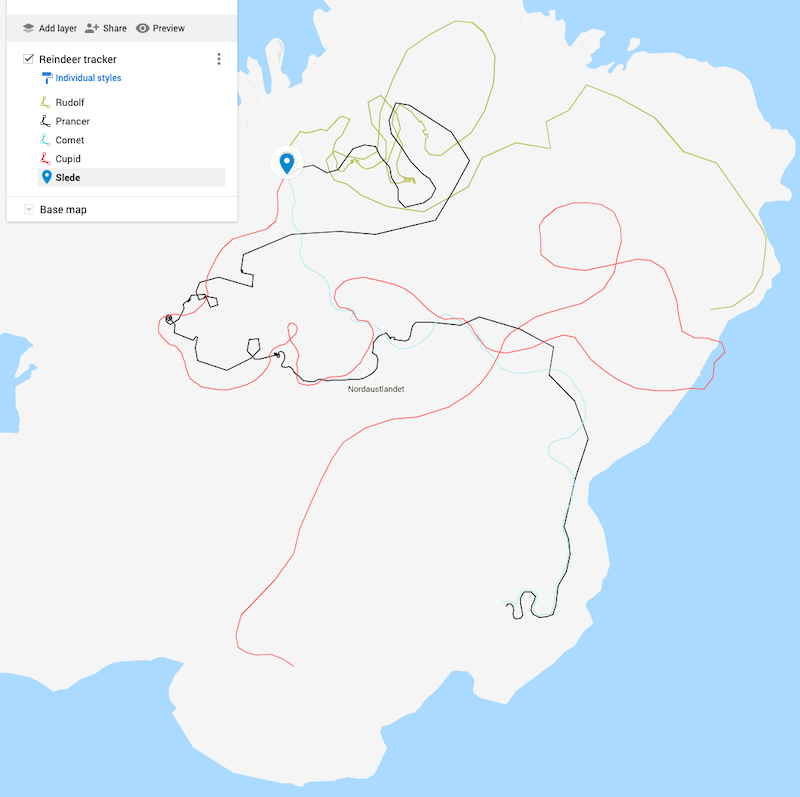 Add layer Share Preview
Reindeer tracker
Individual styles
Rudolf
Prancer
Comet
Cupid
Slede
Base map
Nordaustlandet